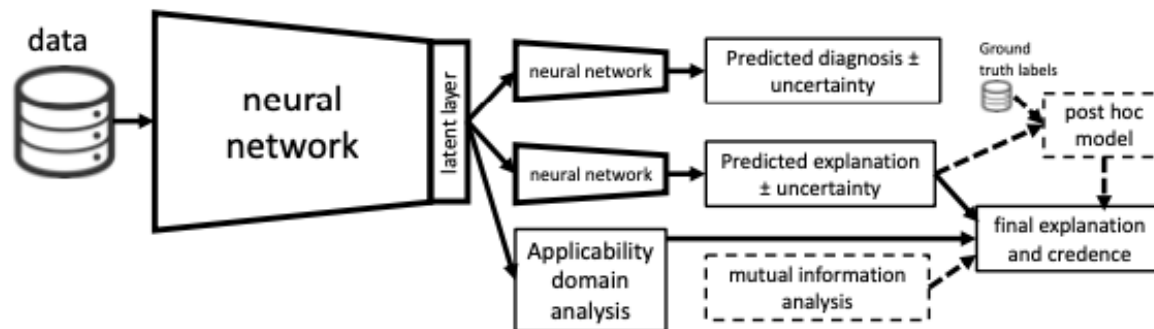 data
neural
network
latent layer
neural network
Predicted diagnosis ±
uncertainty
neural network
Predicted explanation
± uncertainty
Applicability
domain
analysis
mutual information
analysis
Ground
truth labels
post hoc
model
final explanation
and credence